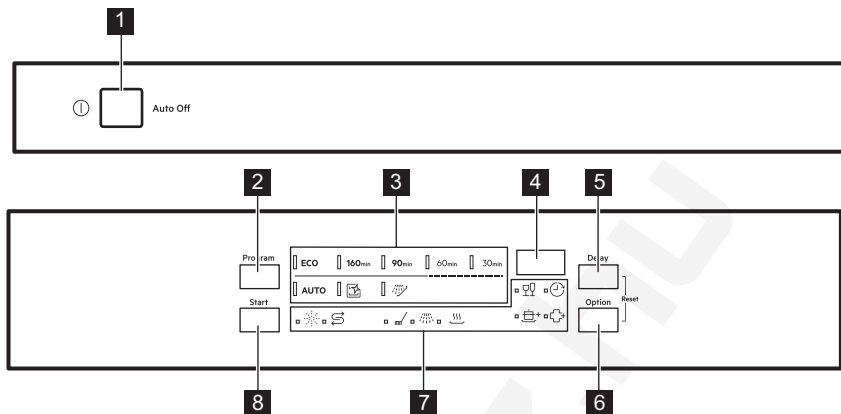 1
Auto Off
2
3
4
5
Program
ECO 160min 90min 60min 30min
Delay
AUTO
Reset
Start
Option
8
7
6